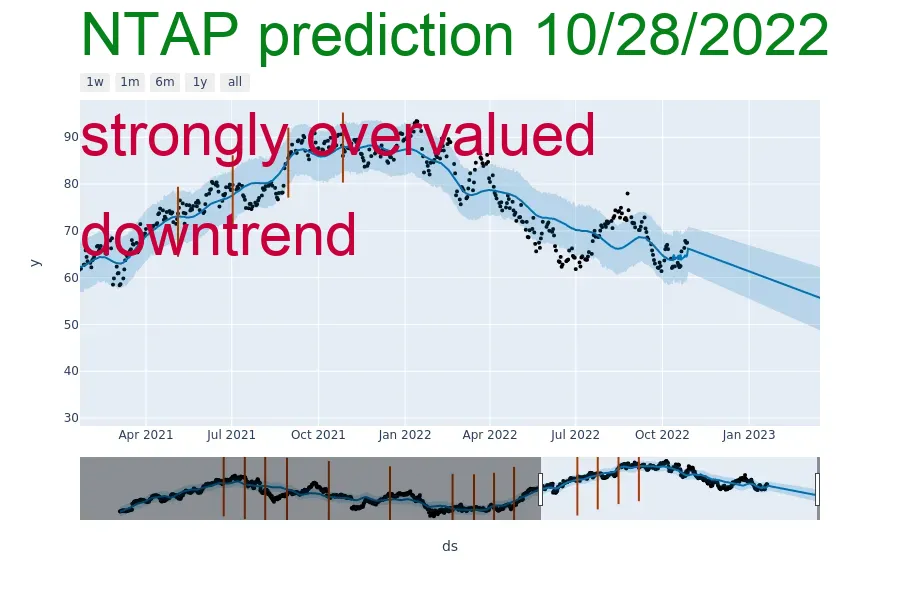 NTAP prediction 10/28/2022
1w 1m 6m 1y all
strongly overvalued
downtrend
y
90
80
70
60
50
40
30
Apr 2021 Jul 2021 Oct 2021 Jan 2022 Apr 2022 Jul 2022 Oct 2022 Jan 2023
ds